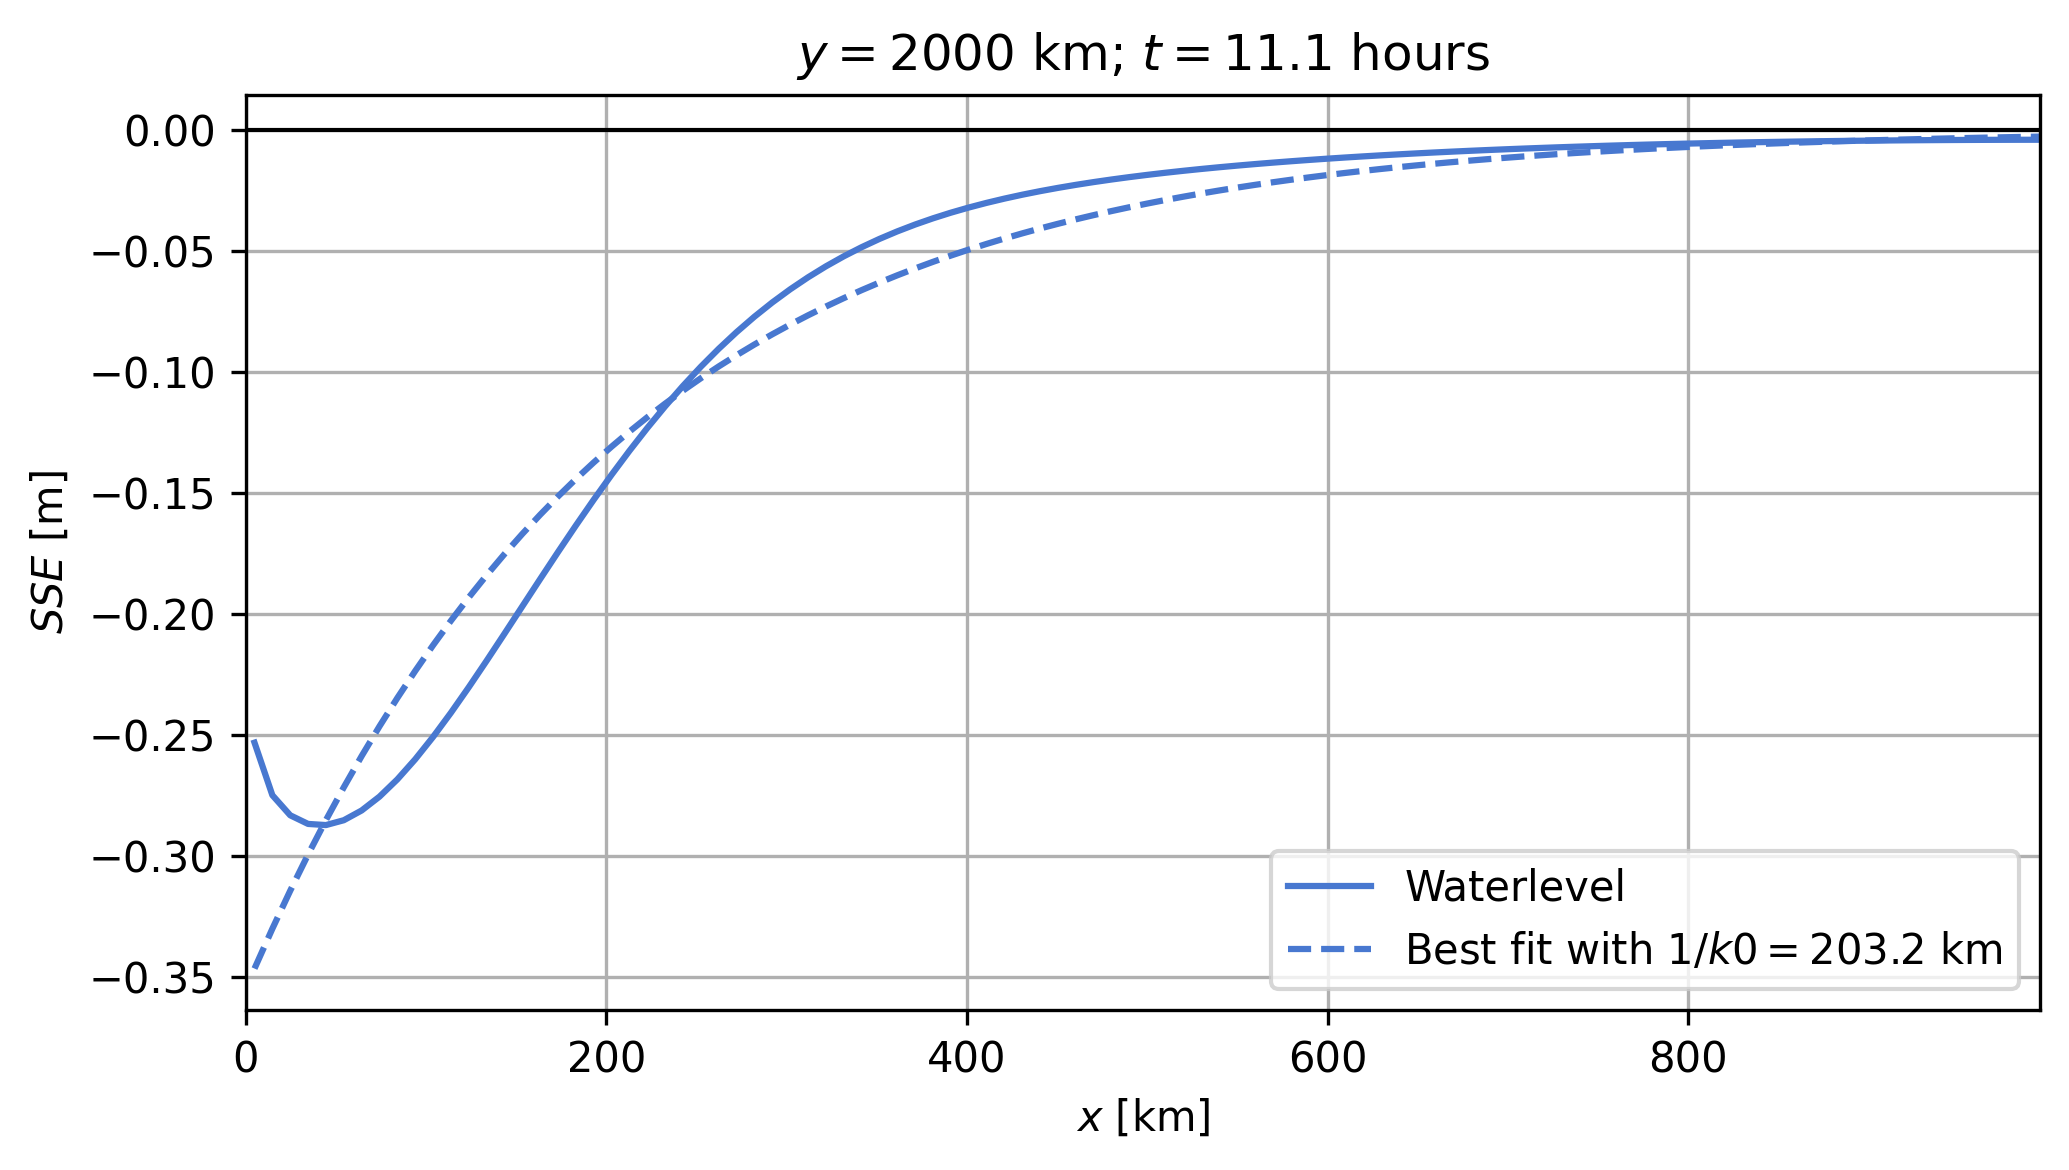 y = 2000 km; t = 11.1 hours
0.00
−0.05
−0.10
−0.15
−0.20
−0.25
−0.30
−0.35
SSE [m]
Waterlevel
Best fit with 1/k0 = 203.2 km
0 200 400 600 800
x [km]